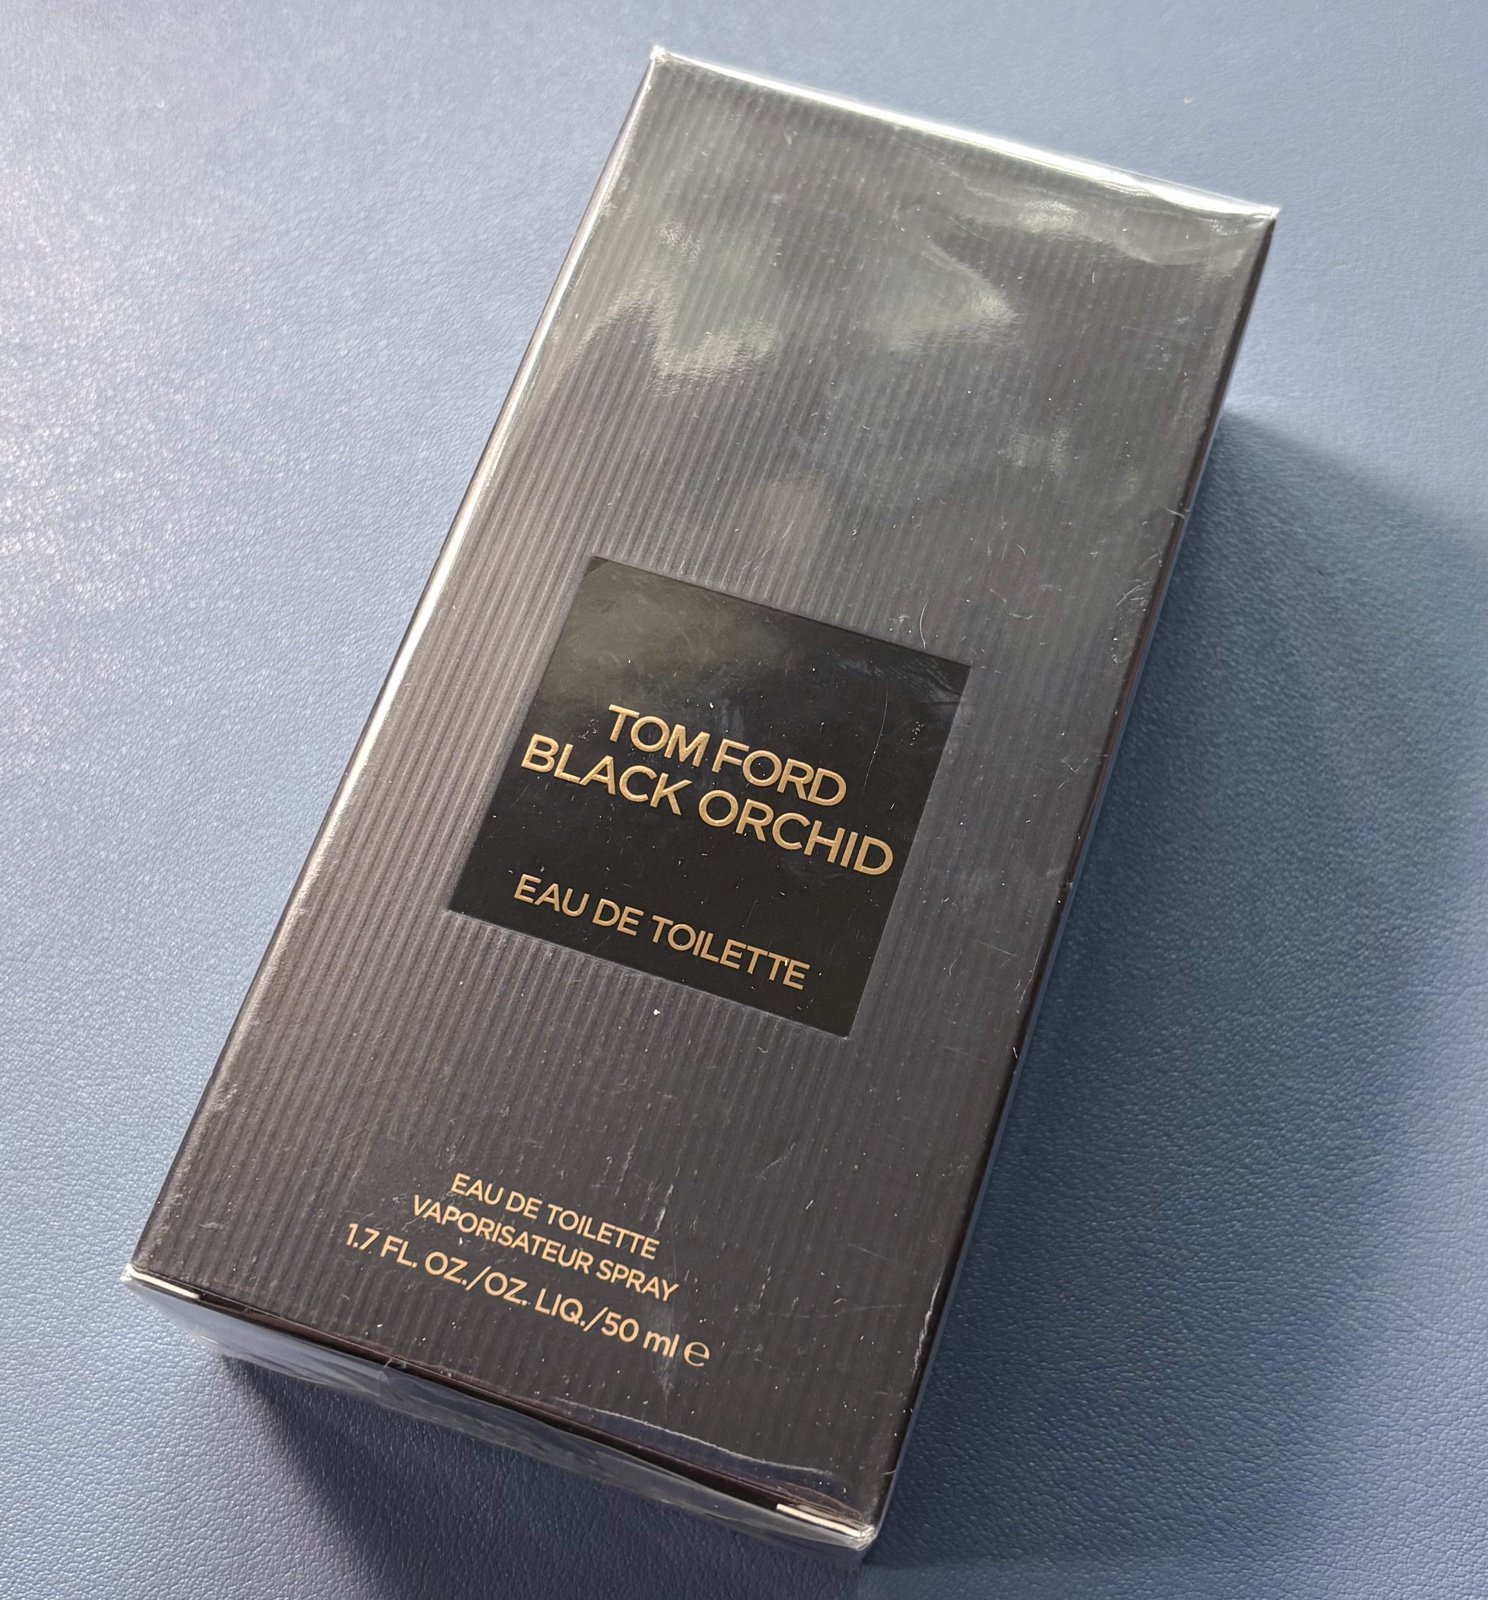 TOM FORD
BLACK ORCHID
EAU DE TOILETTE
EAU DE TOILETTE
VAPORISATEUR SPRAY
1.7 FL. OZ./OZ. LIQ./50 ml ℮